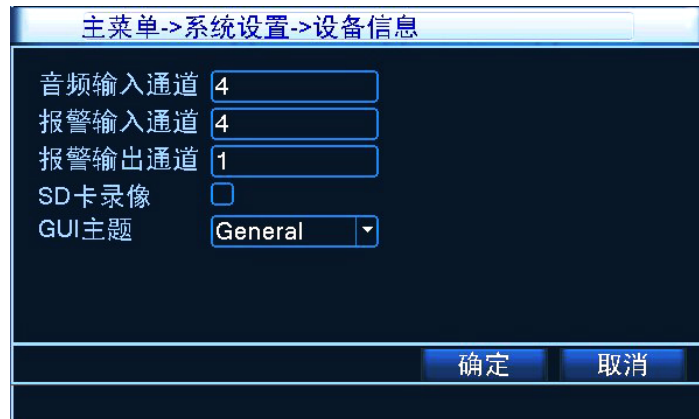 主菜单->系统设置->设备信息
音频输入通道 4
报警输入通道 4
报警输出通道 1
SD卡录像
GUI主题 General
确定 取消